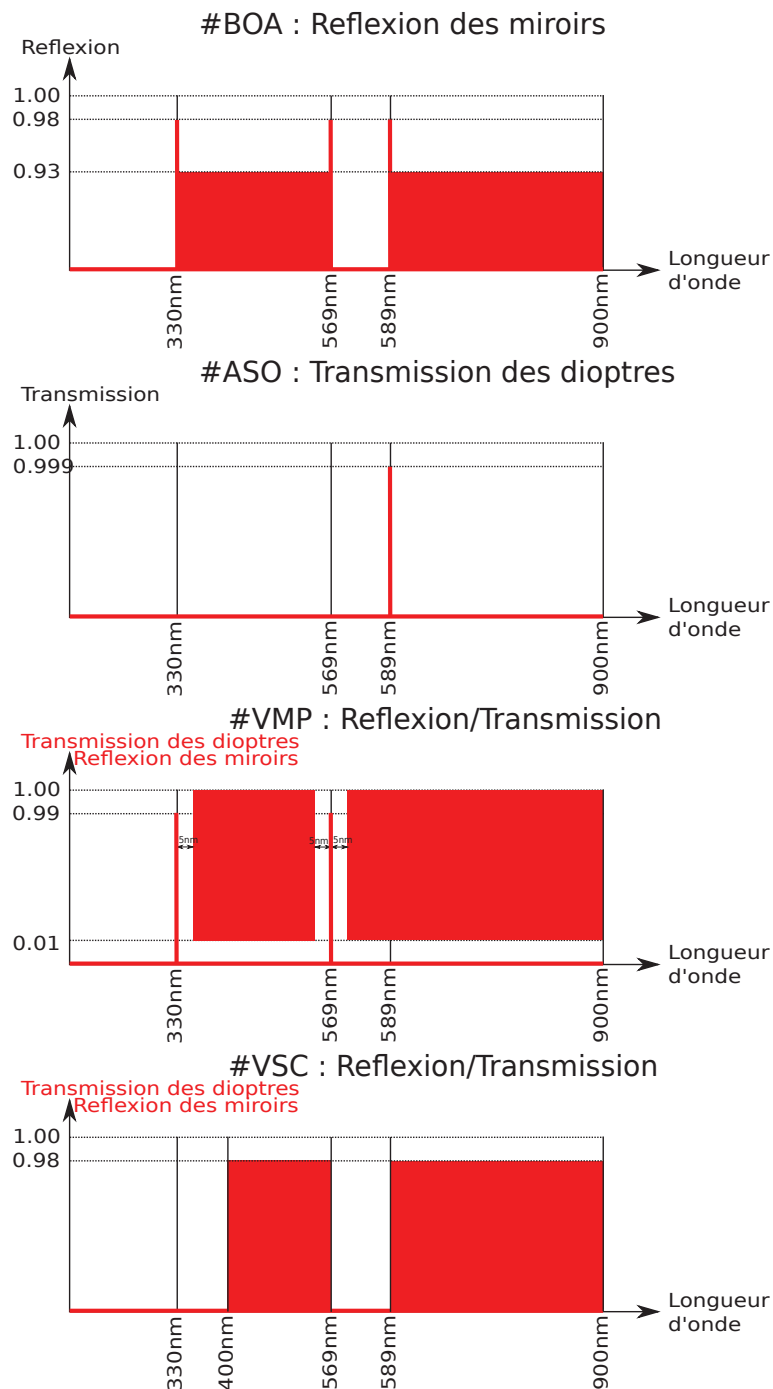 #BOA : Reflexion des miroirs
Reflexion
1.00
0.98
0.93
Longueur
d'onde
330nm
569nm
589nm
900nm
#ASO : Transmission des dioptres
Transmission
1.00
0.999
Longueur
d'onde
330nm
569nm
589nm
900nm
#VMP : Reflexion/Transmission
Transmission des dioptres
Reflexion des miroirs
1.00
0.99
5nm
5nm
5nm
0.01
Longueur
d'onde
330nm
569nm
589nm
900nm
#VSC : Reflexion/Transmission
Transmission des dioptres
Reflexion des miroirs
1.00
0.98
Longueur
d'onde
330nm
400nm
569nm
589nm
900nm